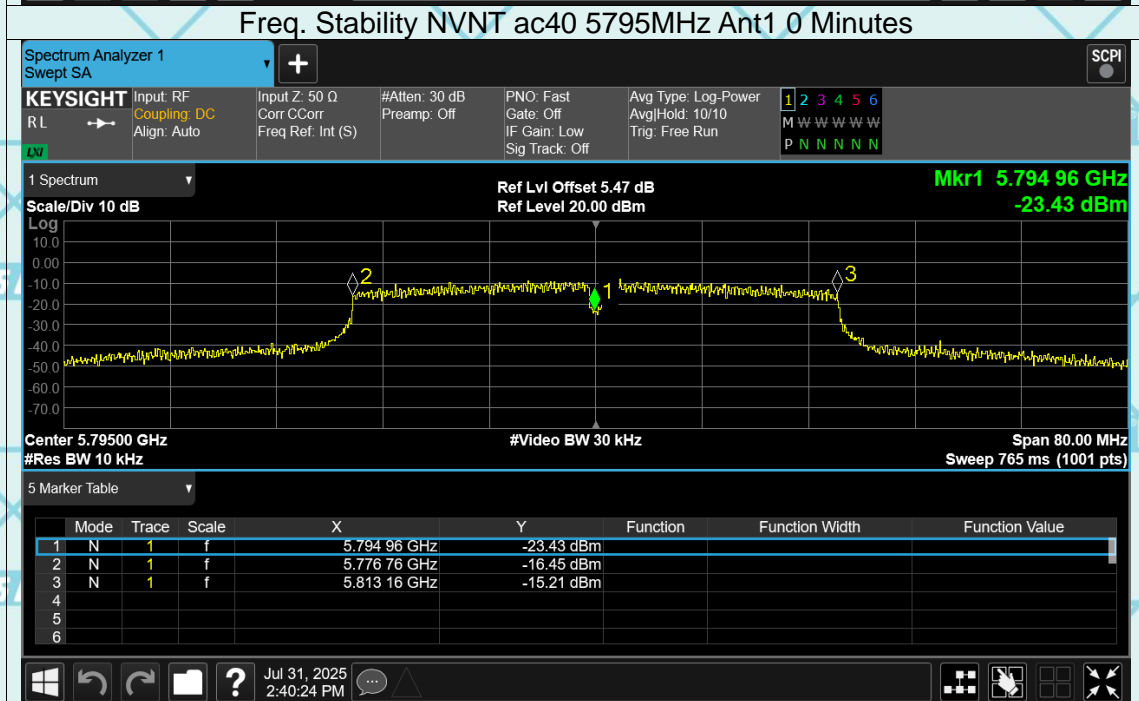 Freq. Stability NVNT ac40 5795MHz Ant1 0 Minutes
Spectrum Analyzer 1
Swept SA
+
SCPI
KEYSIGHT
RL
LXI
Input: RF
Coupling: DC
Align: Auto
Input Z: 50 Ω
Corr CCorr
Freq Ref: Int (S)
#Atten: 30 dB
Preamp: Off
PNO: Fast
Gate: Off
IF Gain: Low
Sig Track: Off
Avg Type: Log-Power
Avg|Hold: 10/10
Trig: Free Run
1 2 3 4 5 6
M W W W W W
P N N N N N
1 Spectrum
Scale/Div 10 dB
Ref Lvl Offset 5.47 dB
Ref Level 20.00 dBm
Mkr1 5.794 96 GHz
-23.43 dBm
Log
10.0
0.00
-10.0
-20.0
-30.0
-40.0
-50.0
-60.0
-70.0
2
1
3
Center 5.79500 GHz
#Res BW 10 kHz
#Video BW 30 kHz
Span 80.00 MHz
Sweep 765 ms (1001 pts)
5 Marker Table
Mode Trace Scale X Y Function Function Width Function Value
1 N 1 f 5.794 96 GHz -23.43 dBm
2 N 1 f 5.776 76 GHz -16.45 dBm
3 N 1 f 5.813 16 GHz -15.21 dBm
4
5
6
?
Jul 31, 2025
2:40:24 PM